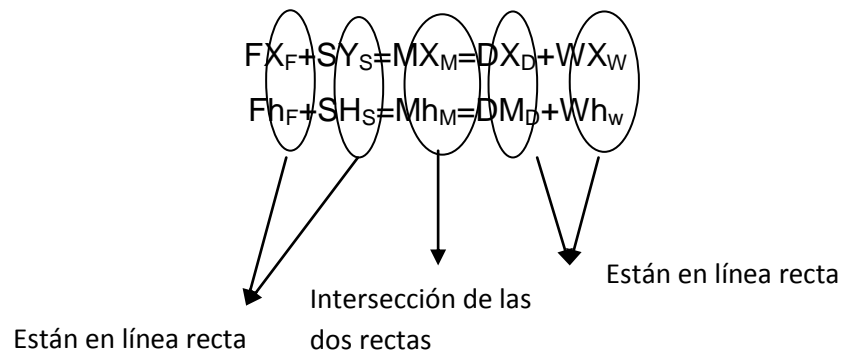 FX_F+SY_S=MX_M=DX_D+WX_W
Fh_F+SH_S=Mh_M=DM_D+Wh_w
Están en línea recta
Intersección de las
dos rectas
Están en línea recta